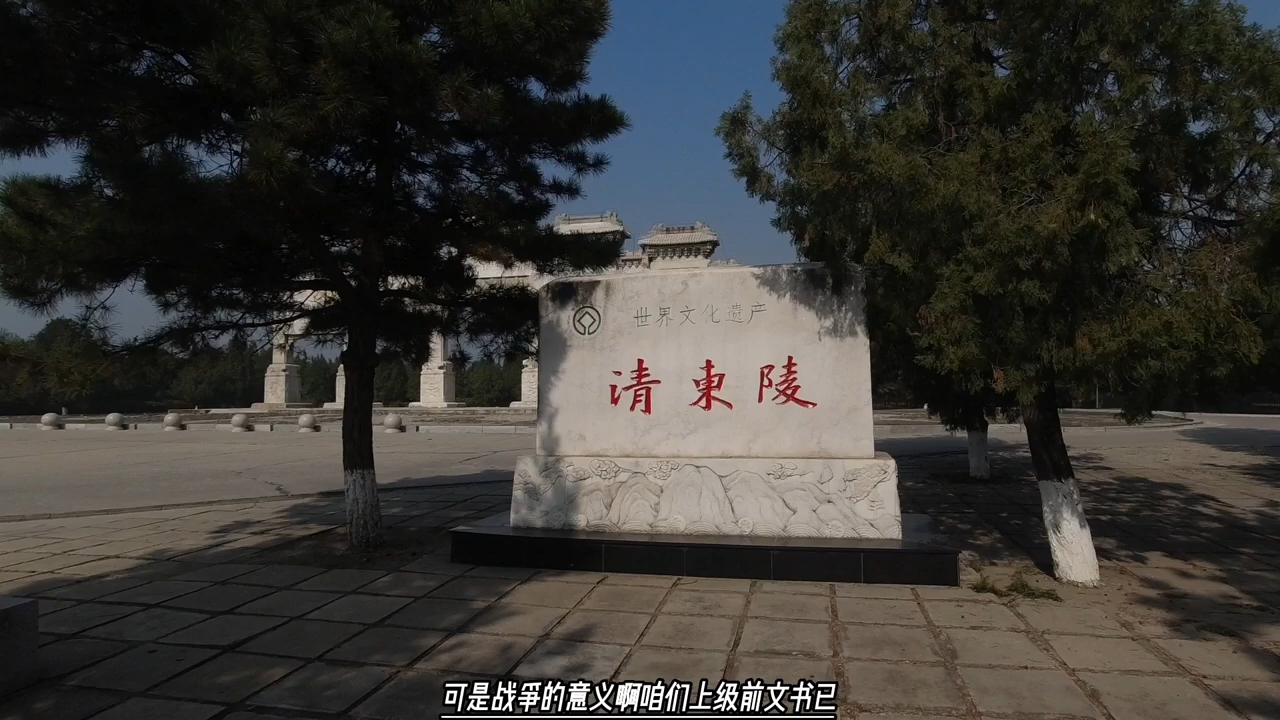 世界文化遗产
清東陵
可是战争的意义啊咱们上级前文书已